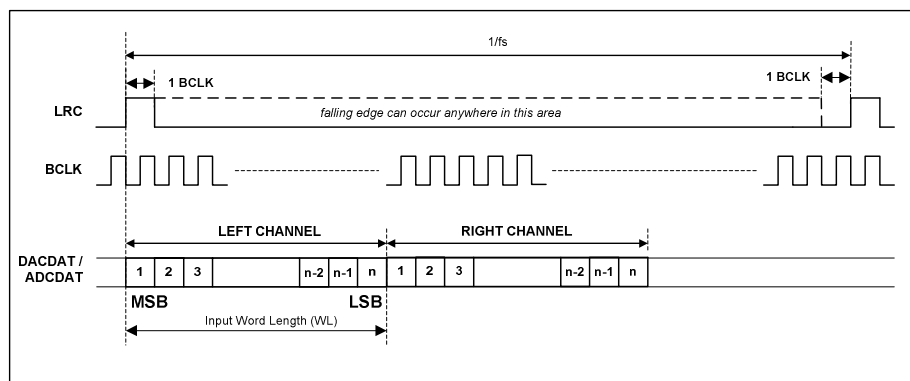 1/fs
1 BCLK
1 BCLK
LRC
falling edge can occur anywhere in this area
BCLK
LEFT CHANNEL
RIGHT CHANNEL
DACDAT /
ADCDAT
1 2 3 n-2 n-1 n 1 2 3 n-2 n-1 n
MSB LSB
Input Word Length (WL)